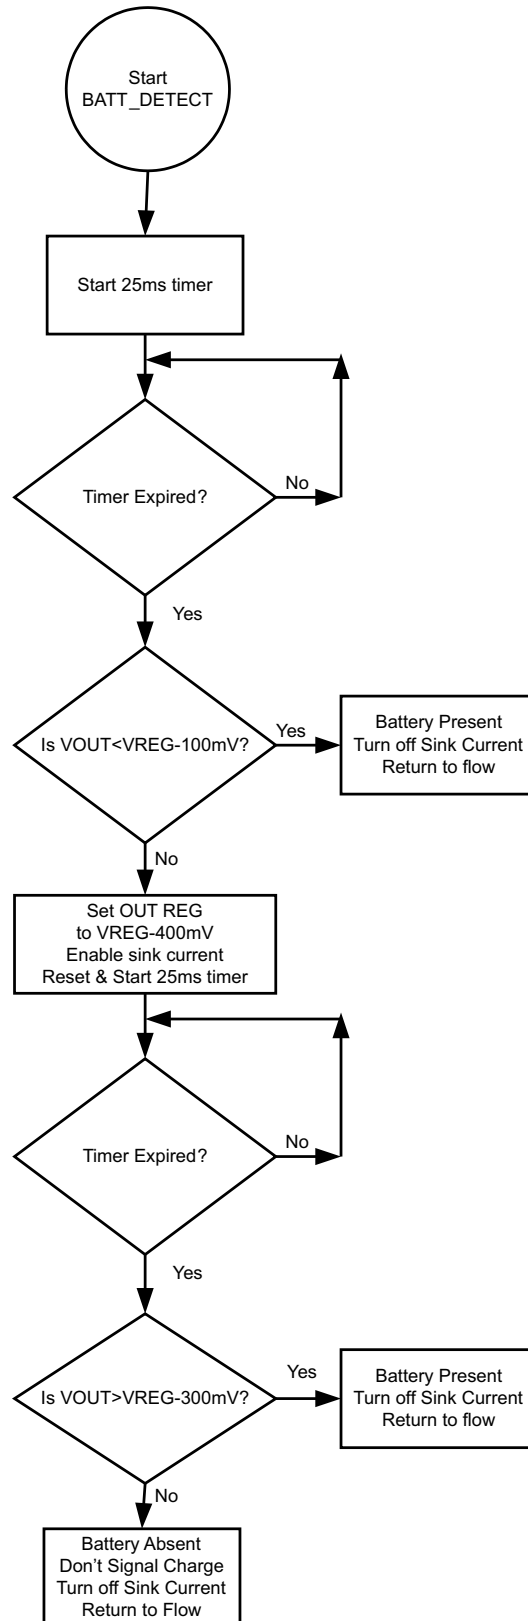 Start
BATT_DETECT
Start 25ms timer
Timer Expired?
No
Yes
Is VOUT<VREG-100mV?
Yes
Battery Present
Turn off Sink Current
Return to flow
No
Set OUT REG
to VREG-400mV
Enable sink current
Reset & Start 25ms timer
Timer Expired?
No
Yes
Is VOUT>VREG-300mV?
Yes
Battery Present
Turn off Sink Current
Return to flow
No
Battery Absent
Don't Signal Charge
Turn off Sink Current
Return to Flow